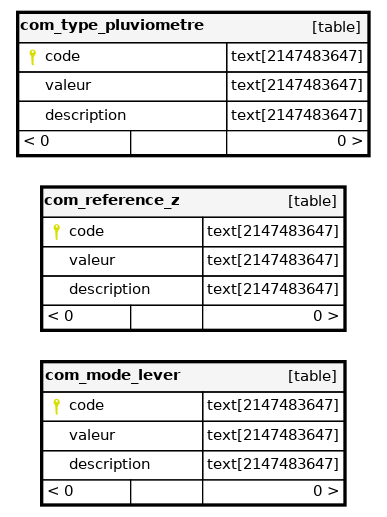 com_type_pluviometre [table]
code text[2147483647]
valeur text[2147483647]
description text[2147483647]
< 0 0 >
com_reference_z [table]
code text[2147483647]
valeur text[2147483647]
description text[2147483647]
< 0 0 >
com_mode_lever [table]
code text[2147483647]
valeur text[2147483647]
description text[2147483647]
< 0 0 >